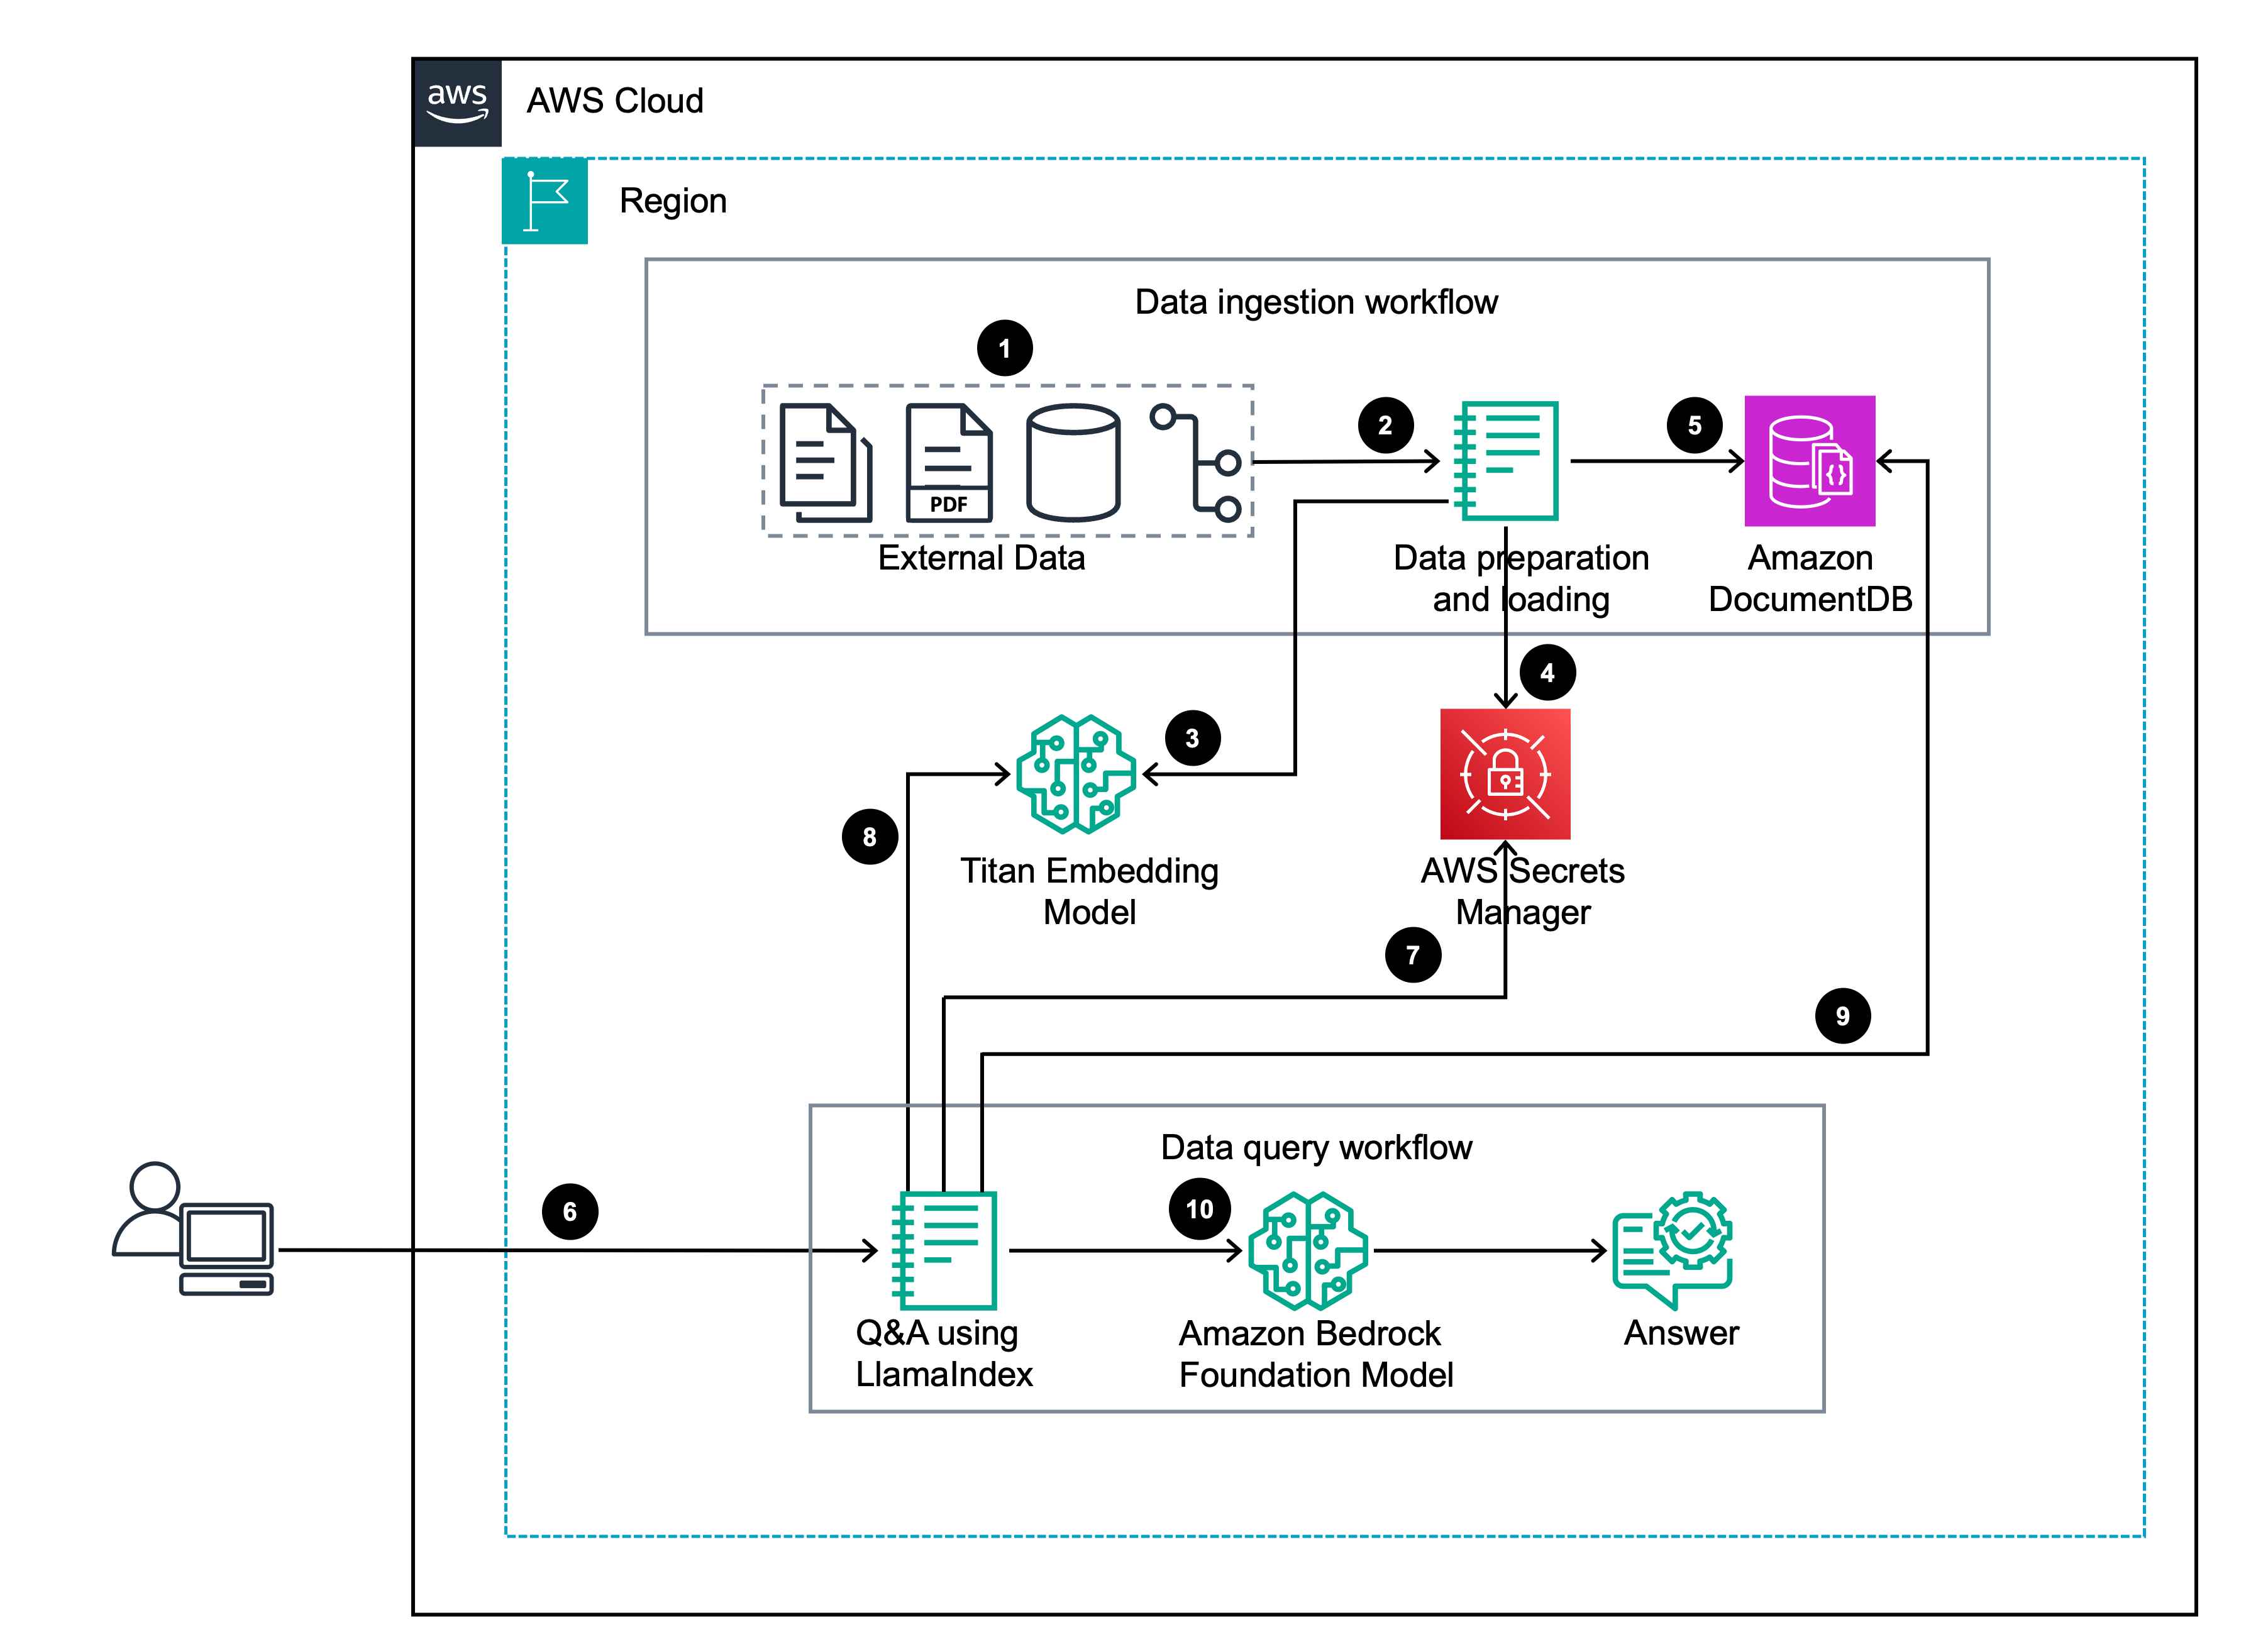 aws
AWS Cloud
Region
Data ingestion workflow
1
2
5
PDF
{}
External Data
Data preparation
and loading
Amazon
DocumentDB
4
3
8
Titan Embedding
Model
AWS Secrets
Manager
7
9
Data query workflow
6
10
Q&A using
LlamaIndex
Amazon Bedrock
Foundation Model
Answer